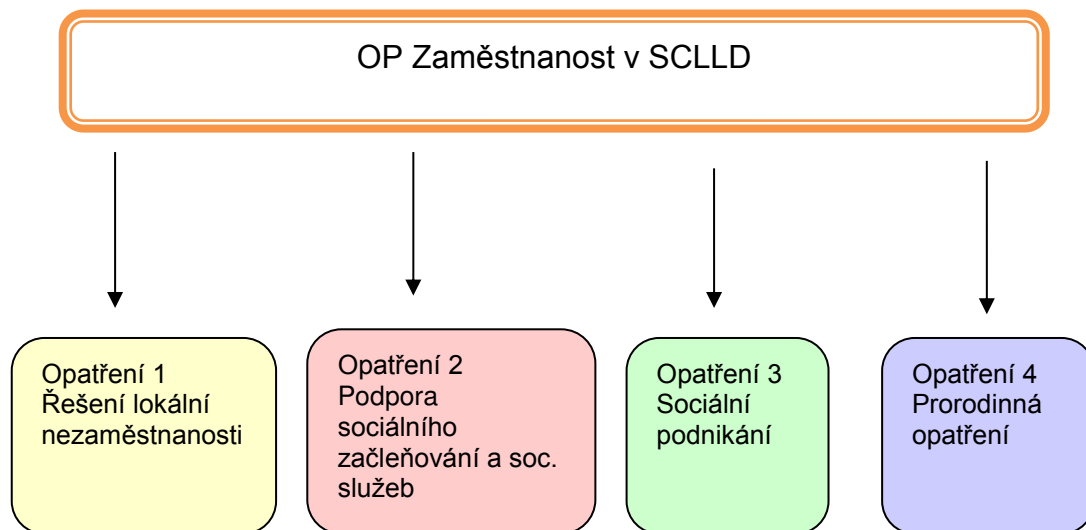 OP Zaměstnanost v SCLLD
Opatření 1
Řešení lokální
nezaměstnanosti
Opatření 2
Podpora
sociálního
začleňování a soc.
služeb
Opatření 3
Sociální
podnikání
Opatření 4
Prorodinná
opatření